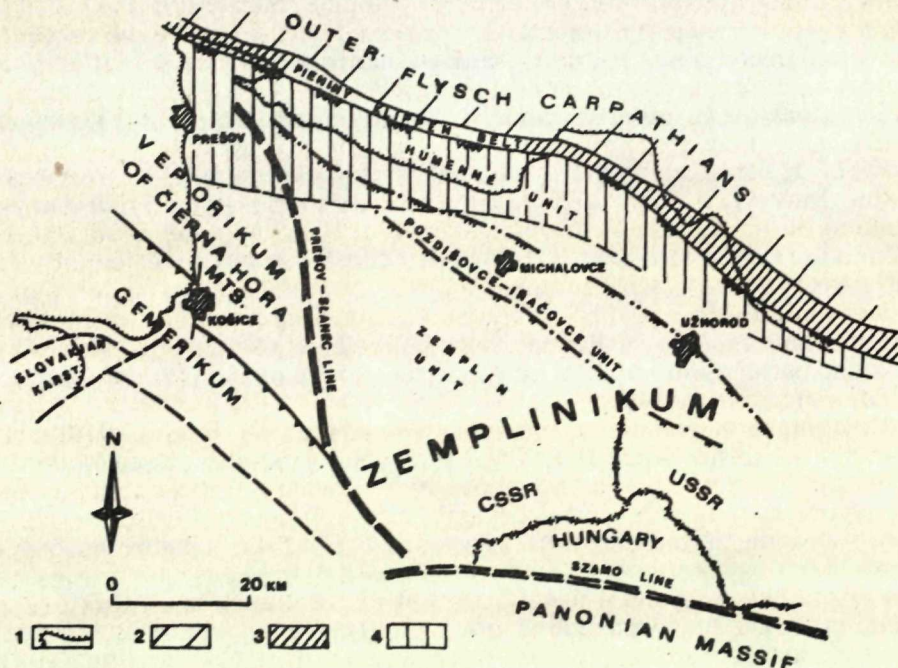 OUTER FLYSCH CARPATHIANS
PIENINY KLIPPEN BELT
HUMENNÉ UNIT
PREŠOV
VEPORIKUM
OF ČIERNA HORA
MTS.
PREŠOV-SLANEC LINE
POZDIŠOVCE-IŇAČOVCE UNIT
MICHALOVCE
UŽHOROD
GEMERIKUM
KOŠICE
SLOVAKIAN
KARST
ZEMPLIN
UNIT
ZEMPLINIKUM
N
CSSR
USSR
HUNGARY
0 20 KM
SZAMO LINE
PANONIAN MASSIF
1 2 3 4